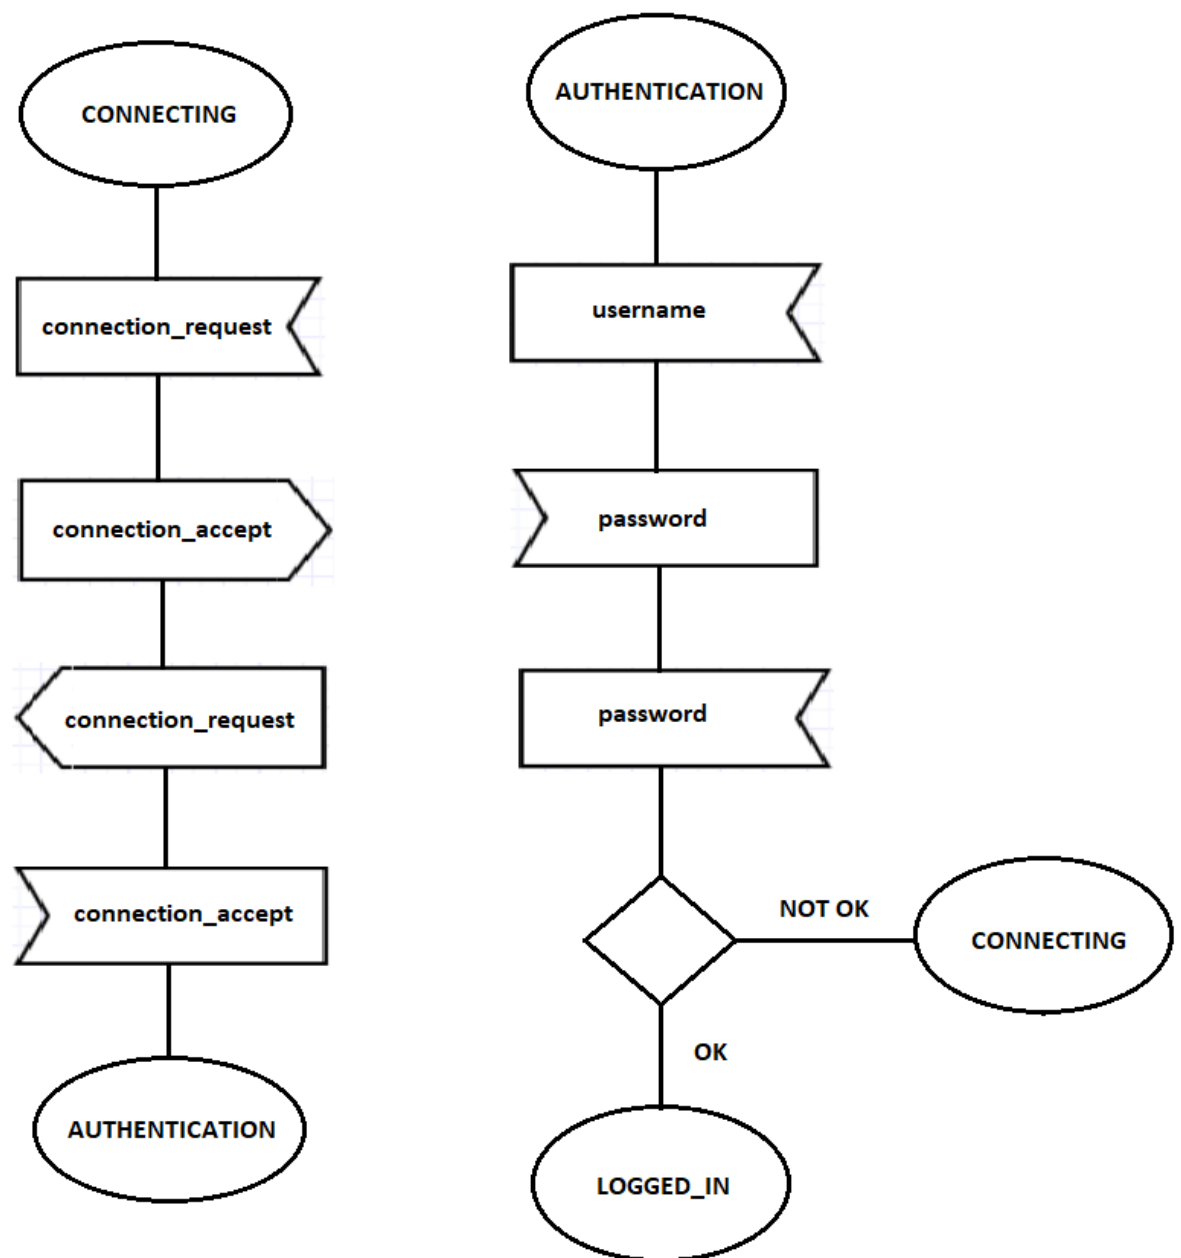 CONNECTING
connection_request
connection_accept
connection_request
connection_accept
AUTHENTICATION
AUTHENTICATION
username
password
password
NOT OK
CONNECTING
OK
LOGGED_IN